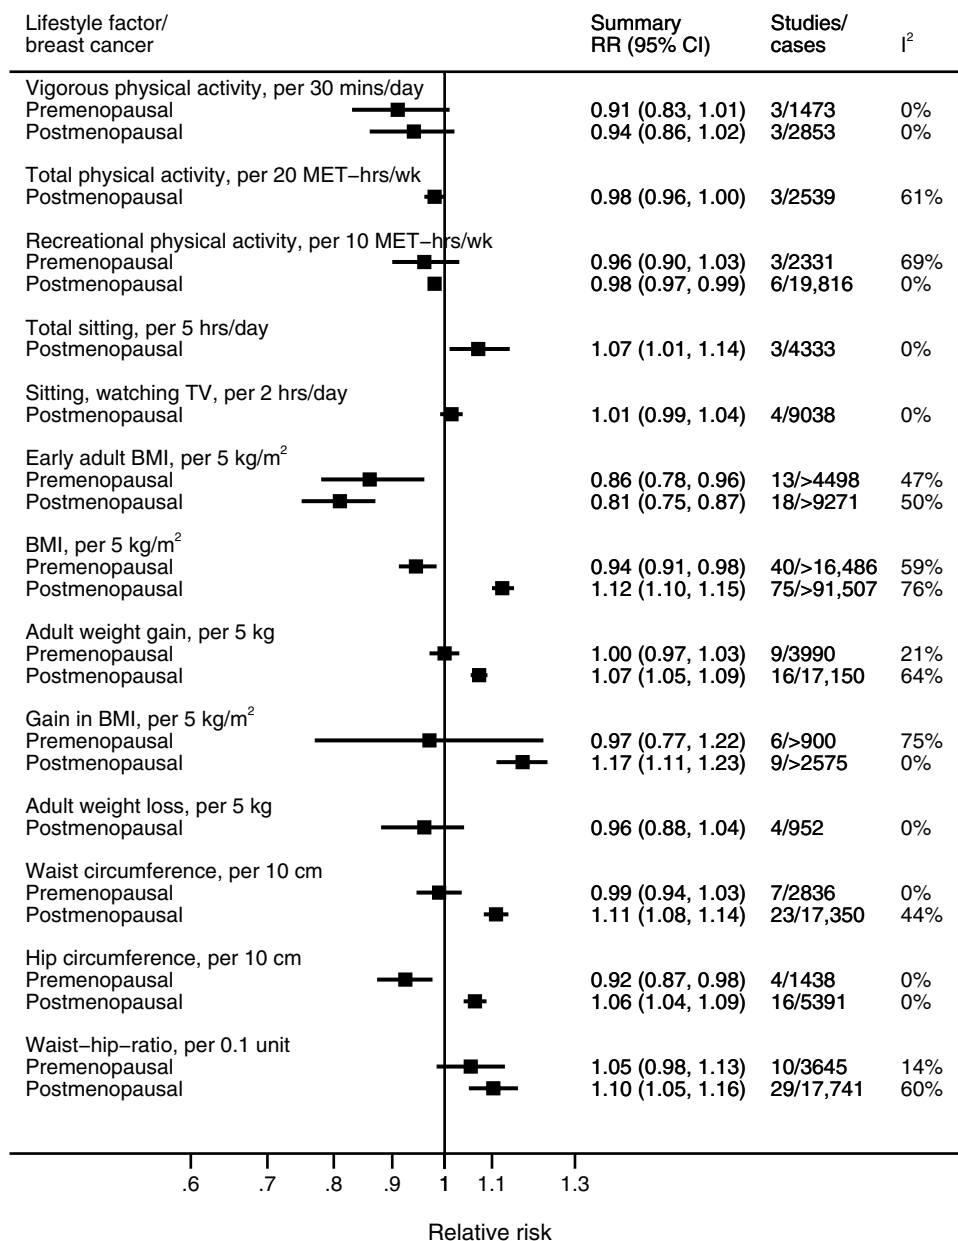 Lifestyle factor/ Summary Studies/
breast cancer RR (95% CI) cases I²
Vigorous physical activity, per 30 mins/day
Premenopausal 0.91 (0.83, 1.01) 3/1473 0%
Postmenopausal 0.94 (0.86, 1.02) 3/2853 0%
Total physical activity, per 20 MET−hrs/wk
Postmenopausal 0.98 (0.96, 1.00) 3/2539 61%
Recreational physical activity, per 10 MET−hrs/wk
Premenopausal 0.96 (0.90, 1.03) 3/2331 69%
Postmenopausal 0.98 (0.97, 0.99) 6/19,816 0%
Total sitting, per 5 hrs/day
Postmenopausal 1.07 (1.01, 1.14) 3/4333 0%
Sitting, watching TV, per 2 hrs/day
Postmenopausal 1.01 (0.99, 1.04) 4/9038 0%
Early adult BMI, per 5 kg/m²
Premenopausal 0.86 (0.78, 0.96) 13/>4498 47%
Postmenopausal 0.81 (0.75, 0.87) 18/>9271 50%
BMI, per 5 kg/m²
Premenopausal 0.94 (0.91, 0.98) 40/>16,486 59%
Postmenopausal 1.12 (1.10, 1.15) 75/>91,507 76%
Adult weight gain, per 5 kg
Premenopausal 1.00 (0.97, 1.03) 9/3990 21%
Postmenopausal 1.07 (1.05, 1.09) 16/17,150 64%
Gain in BMI, per 5 kg/m²
Premenopausal 0.97 (0.77, 1.22) 6/>900 75%
Postmenopausal 1.17 (1.11, 1.23) 9/>2575 0%
Adult weight loss, per 5 kg
Postmenopausal 0.96 (0.88, 1.04) 4/952 0%
Waist circumference, per 10 cm
Premenopausal 0.99 (0.94, 1.03) 7/2836 0%
Postmenopausal 1.11 (1.08, 1.14) 23/17,350 44%
Hip circumference, per 10 cm
Premenopausal 0.92 (0.87, 0.98) 4/1438 0%
Postmenopausal 1.06 (1.04, 1.09) 16/5391 0%
Waist−hip−ratio, per 0.1 unit
Premenopausal 1.05 (0.98, 1.13) 10/3645 14%
Postmenopausal 1.10 (1.05, 1.16) 29/17,741 60%
.6 .7 .8 .9 1 1.1 1.3
Relative risk